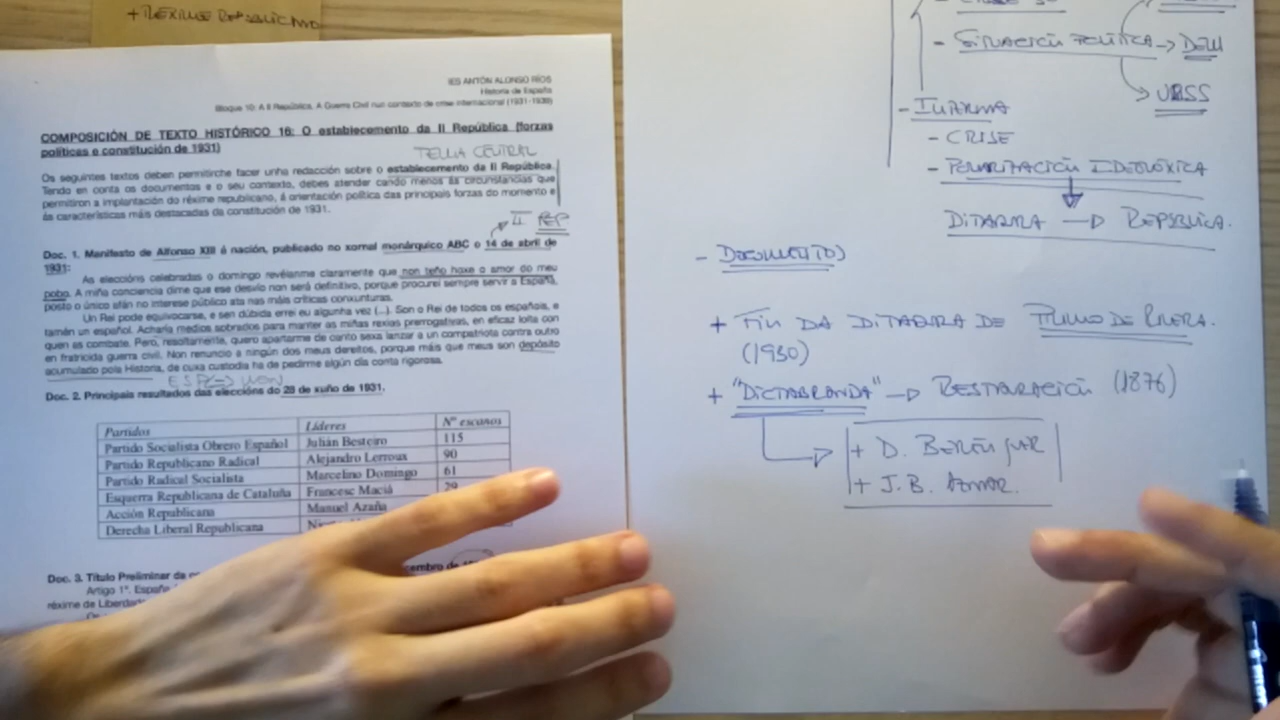 + RÉXIME REPUBLICANO
IES ANTÓN ALONSO RÍOS
Historia de España
Bloque 10: A II República. A Guerra Civil nun contexto de crise internacional (1931-1939)
COMPOSICIÓN DE TEXTO HISTÓRICO 16: O establecemento da II República (forzas
políticas e constitución de 1931)
TEMA CENTRAL
Os seguintes textos deben permitirche facer unha redacción sobre o establecemento da II República.
Tendo en conta os documentos e o seu contexto, debes atender cando menos ás circunstancias que
permitiron a implantación do réxime republicano, á orientación política das principais forzas do momento e
ás características máis destacadas da constitución de 1931.
II REP
Doc. 1. Manifesto de Alfonso XIII á nación, publicado no xornal monárquico ABC o 14 de abril de
1931:
As eleccións celebradas o domingo revélanme claramente que non teño hoxe o amor do meu
pobo. A miña conciencia dime que ese desvío non será definitivo, porque procurei sempre servir a España,
posto o único afán no interese público ata nas máis críticas conxunturas.
Un Rei pode equivocarse, e sen dúbida errei eu algunha vez (...). Son o Rei de todos os españois, e
tamén un español. Acharía medios sobrados para manter as miñas rexias prerrogativas, en eficaz loita con
quen as combate. Pero, resoltamente, quero apartarme de canto sexa lanzar a un compatriota contra outro
en fratricida guerra civil. Non renuncio a ningún dos meus dereitos, porque máis que meus son depósito
acumulado pola Historia, de cuxa custodia ha de pedirme algún día conta rigorosa.
Doc. 2. Principais resultados das eleccións do 28 de xuño de 1931.
Partidos Líderes Nº escanos
Partido Socialista Obrero Español Julián Besteiro 115
Partido Republicano Radical Alejandro Lerroux 90
Partido Radical Socialista Marcelino Domingo 61
Esquerra Republicana de Cataluña Francesc Macià 29
Acción Republicana Manuel Azaña
Derecha Liberal Republicana
Doc. 3. Título Preliminar da
Artigo 1º. España
réxime de Liberdade
- SITUACIÓN POLÍTICA → DEM
→ URSS
- INTERNA
- CRISE
- POLARIZACIÓN IDEOLÓXICA
DITADURA → REPÚBLICA.
- DOCUMENTO)
+ FIN DA DITADURA DE PRIMO DE RIVERA.
(1930)
+ "DICTABRANDA" → RESTAURACIÓN (1876)
+ D. BERENGUER
+ J.B. AZNAR.